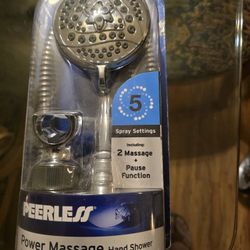 5
Spray Settings
Including:
2 Massage
+
Pause
Function
PEERLESS
Power Massage Hand Shower